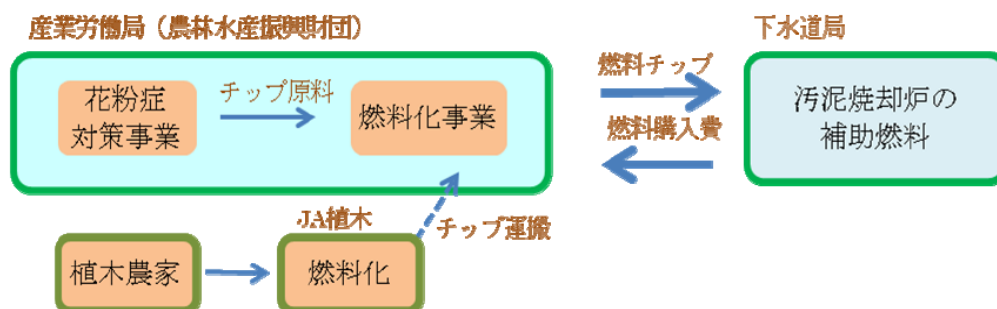 産業労働局（農林水産振興財団）
下水道局
花粉症
対策事業
チップ原料
燃料化事業
燃料チップ
燃料購入費
汚泥焼却炉の
補助燃料
JA植木
チップ運搬
植木農家
燃料化